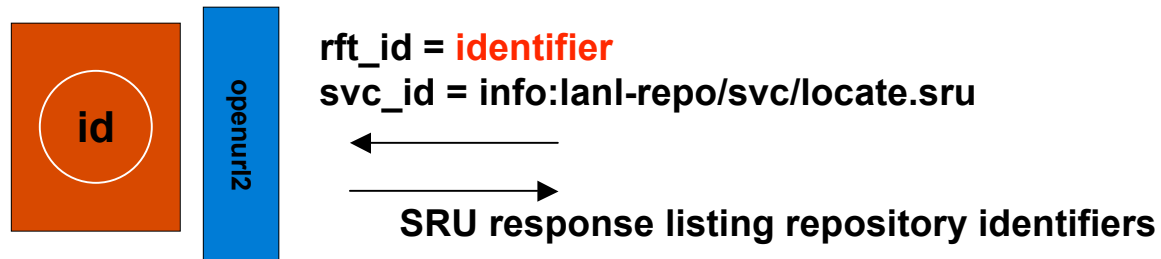 id
openurl2
rft_id = identifier
svc_id = info:lanl-repo/svc/locate.sru
SRU response listing repository identifiers